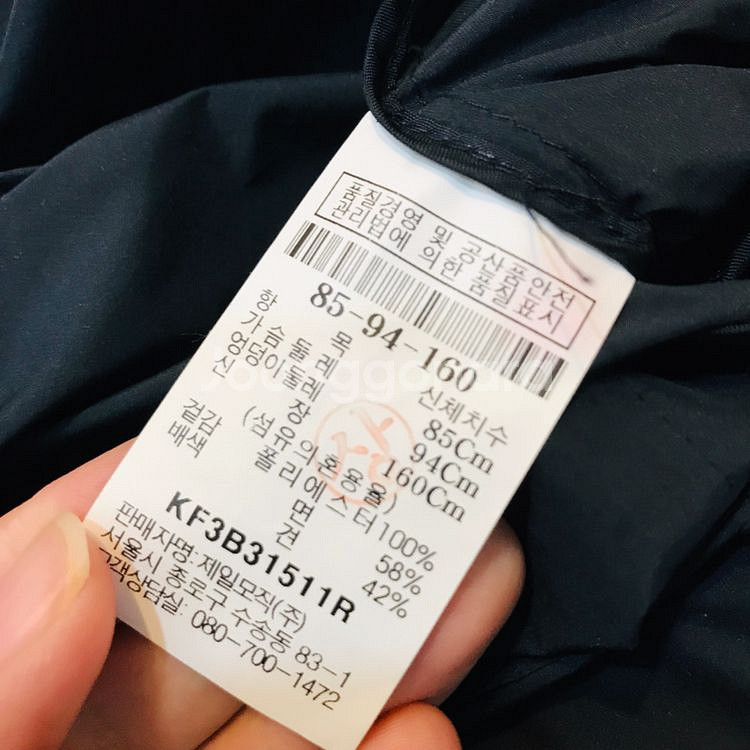 품질경영 및 공산품안전
관리법에 의한 품질표시
85-94-160
항 목 신체치수
가 슴 둘 레 85Cm
엉덩이둘레 94Cm
신 장 160Cm
(섬유의혼용율)
겉감 폴리에스터100%
배색 면 58%
견 42%
KF3B31511R
판매자명:제일모직(주)
서울시 종로구 수송동 83-1
고객상담실: 080-700-1472